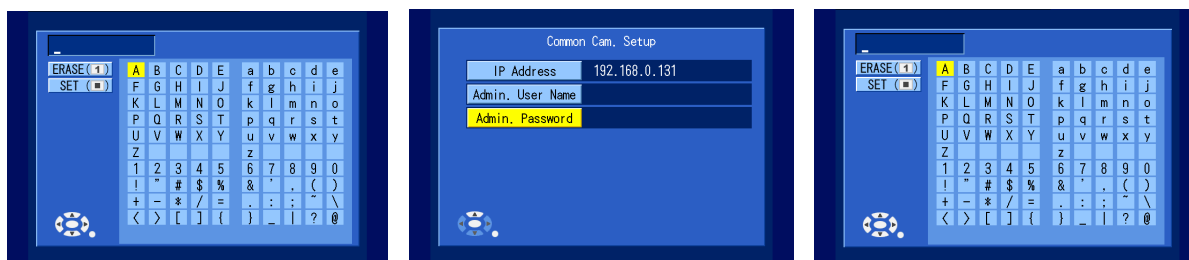 _
ERASE( 1 )
SET ( ■ )
A B C D E a b c d e
F G H I J f g h i j
K L M N O k l m n o
P Q R S T p q r s t
U V W X Y u v w x y
Z z
1 2 3 4 5 6 7 8 9 0
! " # $ % & ' , ( )
+ - * / = . : ; ~ \
< > [ ] { } _ | ? @
Common Cam. Setup
IP Address 192.168.0.131
Admin. User Name
Admin. Password
_
ERASE( 1 )
SET ( ■ )
A B C D E a b c d e
F G H I J f g h i j
K L M N O k l m n o
P Q R S T p q r s t
U V W X Y u v w x y
Z z
1 2 3 4 5 6 7 8 9 0
! " # $ % & ' , ( )
+ - * / = . : ; ~ \
< > [ ] { } _ | ? @